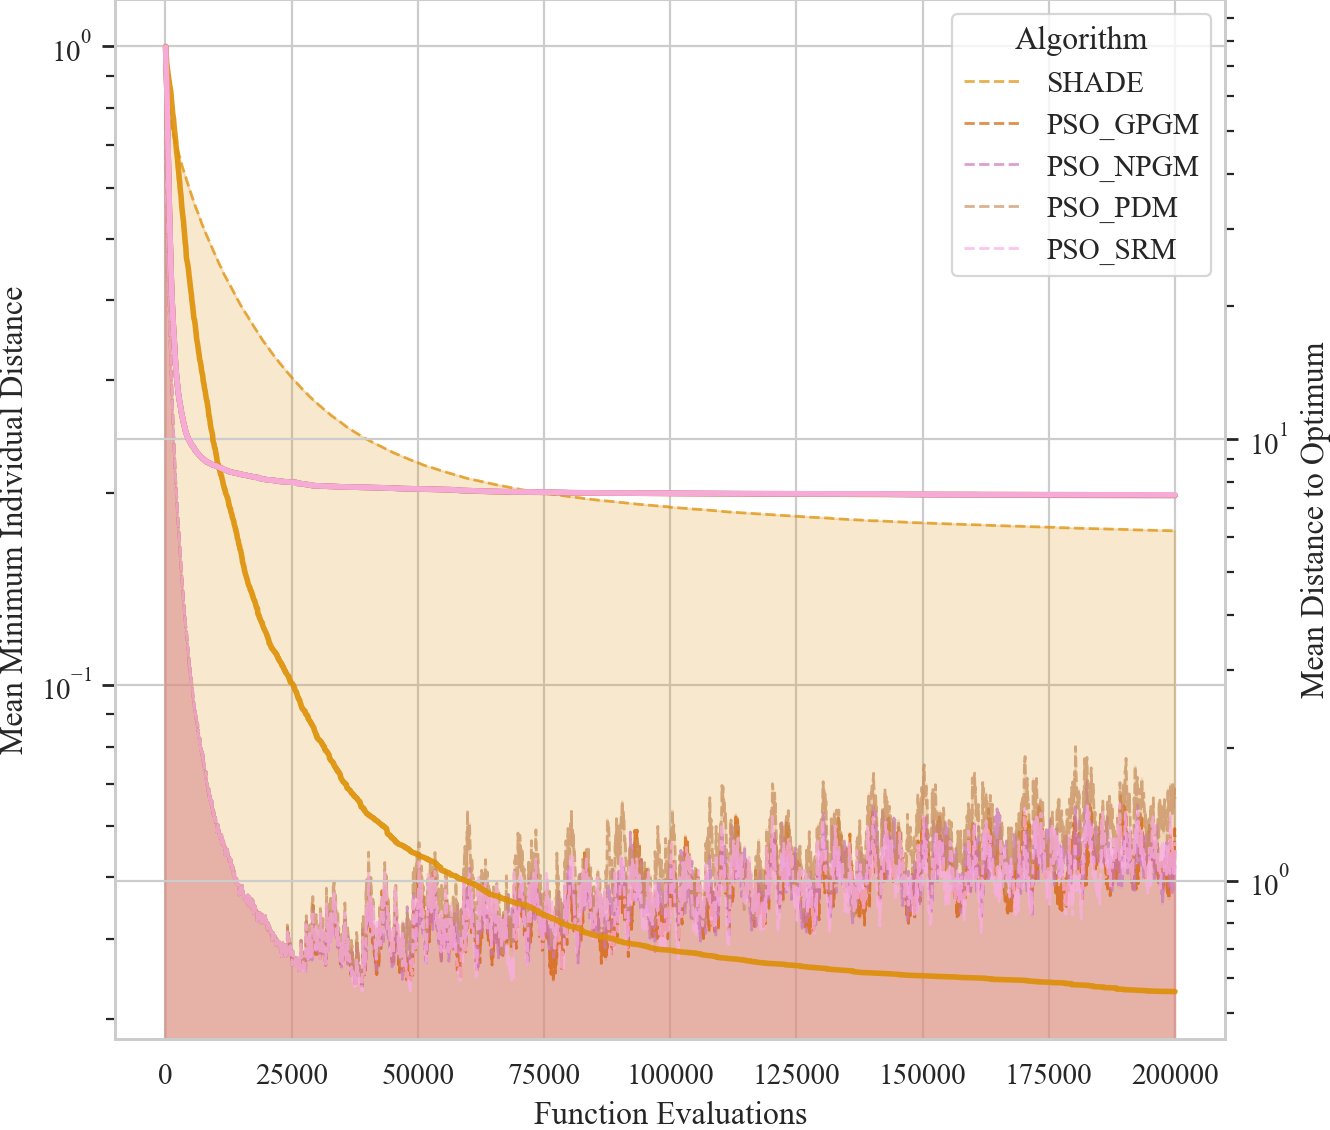 10^0
10^−1
Mean Minimum Individual Distance
Algorithm
SHADE
PSO_GPGM
PSO_NPGM
PSO_PDM
PSO_SRM
10^1
10^0
Mean Distance to Optimum
0 25000 50000 75000 100000 125000 150000 175000 200000
Function Evaluations